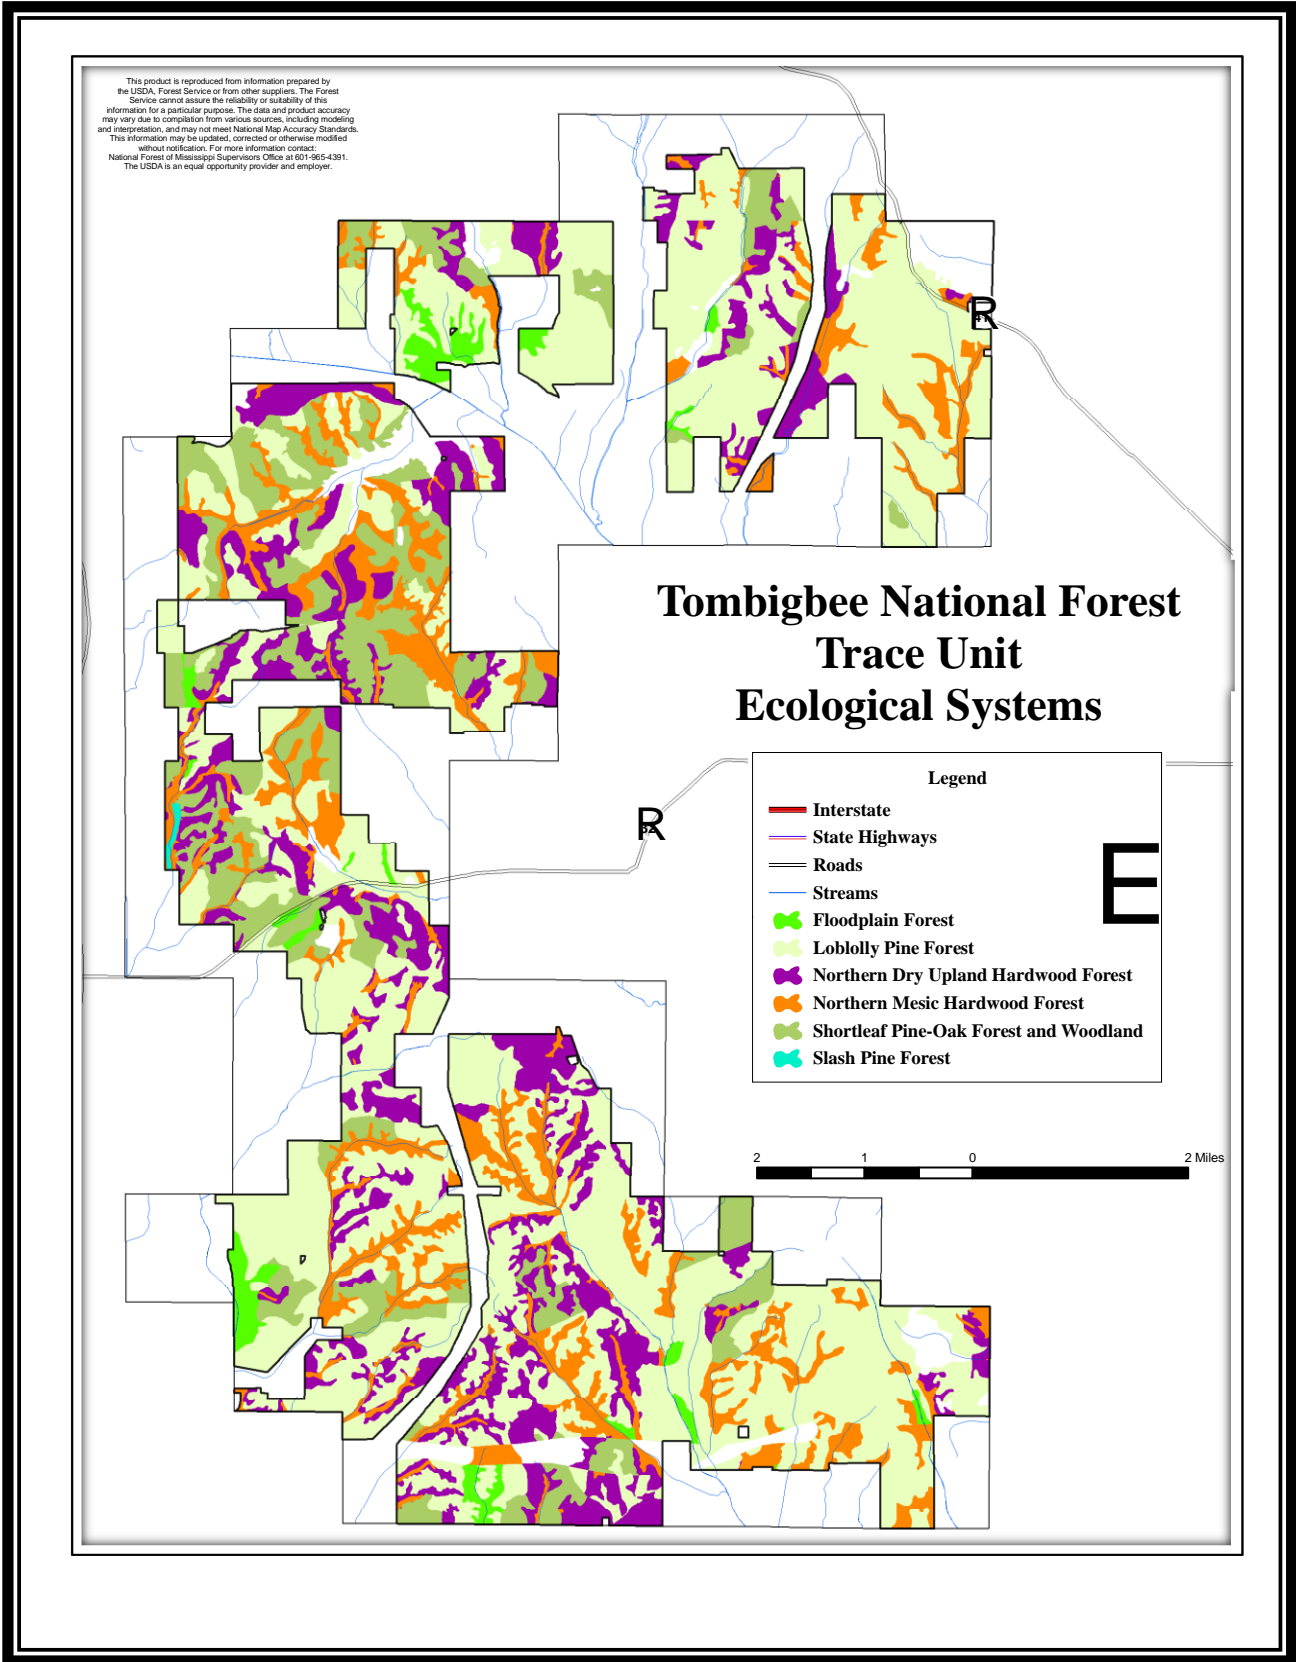 This product is reproduced from information prepared by
the USDA, Forest Service or from other suppliers. The Forest
Service cannot assure the reliability or suitability of this
information for a particular purpose. The data and product accuracy
may vary due to compilation from various sources, including modeling
and interpretation, and may not meet National Map Accuracy Standards.
This information may be updated, corrected or otherwise modified
without notification. For more information contact:
National Forest of Mississippi Supervisors Office at 601-965-4391.
The USDA is an equal opportunity provider and employer.
R
Tombigbee National Forest
Trace Unit
Ecological Systems
R
Legend
Interstate
State Highways
Roads
Streams
Floodplain Forest
Loblolly Pine Forest
Northern Dry Upland Hardwood Forest
Northern Mesic Hardwood Forest
Shortleaf Pine-Oak Forest and Woodland
Slash Pine Forest
E
2 1 0 2 Miles